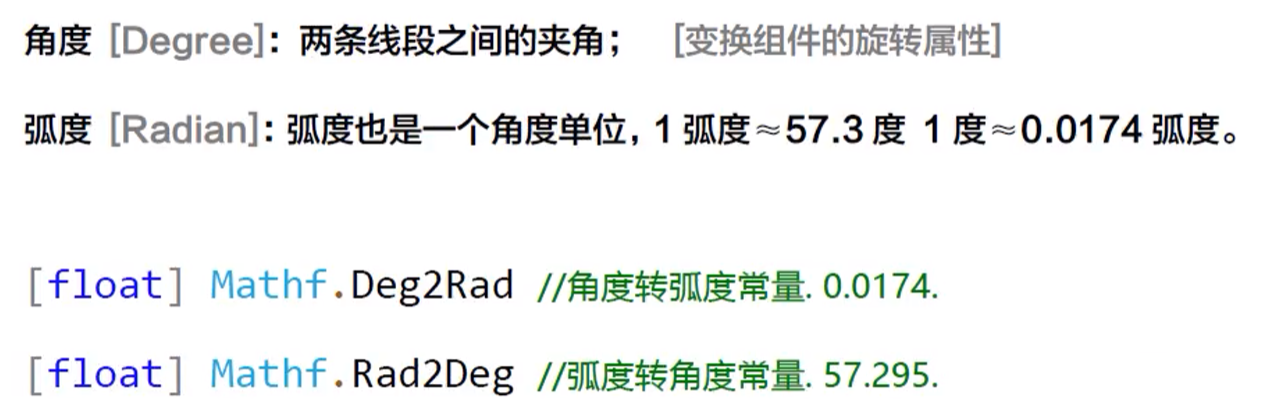 角度 [Degree]：两条线段之间的夹角； [变换组件的旋转属性]
弧度 [Radian]：弧度也是一个角度单位，1 弧度≈57.3 度 1 度≈0.0174 弧度。
[float] Mathf.Deg2Rad //角度转弧度常量. 0.0174.
[float] Mathf.Rad2Deg //弧度转角度常量. 57.295.